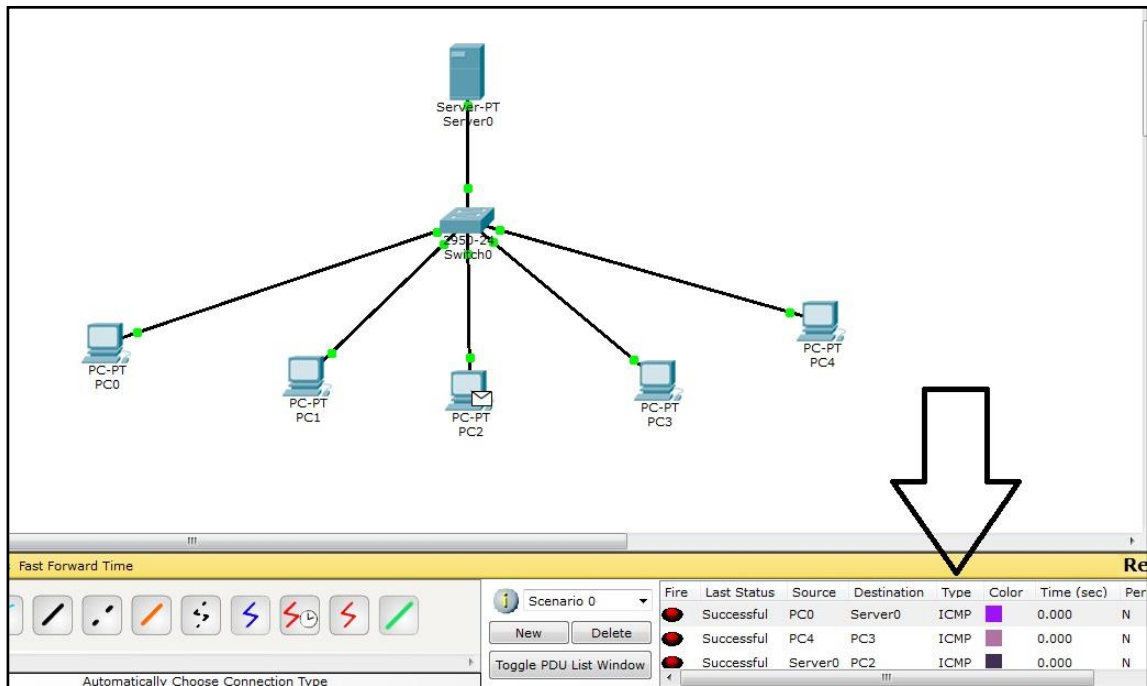 Server-PT
Server0
2950-24
Switch0
PC-PT
PC0
PC-PT
PC1
PC-PT
PC2
PC-PT
PC3
PC-PT
PC4
Fast Forward Time
Re
Scenario 0
New Delete
Toggle PDU List Window
Fire Last Status Source Destination Type Color Time (sec) Per
Successful PC0 Server0 ICMP 0.000 N
Successful PC4 PC3 ICMP 0.000 N
Successful Server0 PC2 ICMP 0.000 N
Automatically Choose Connection Type